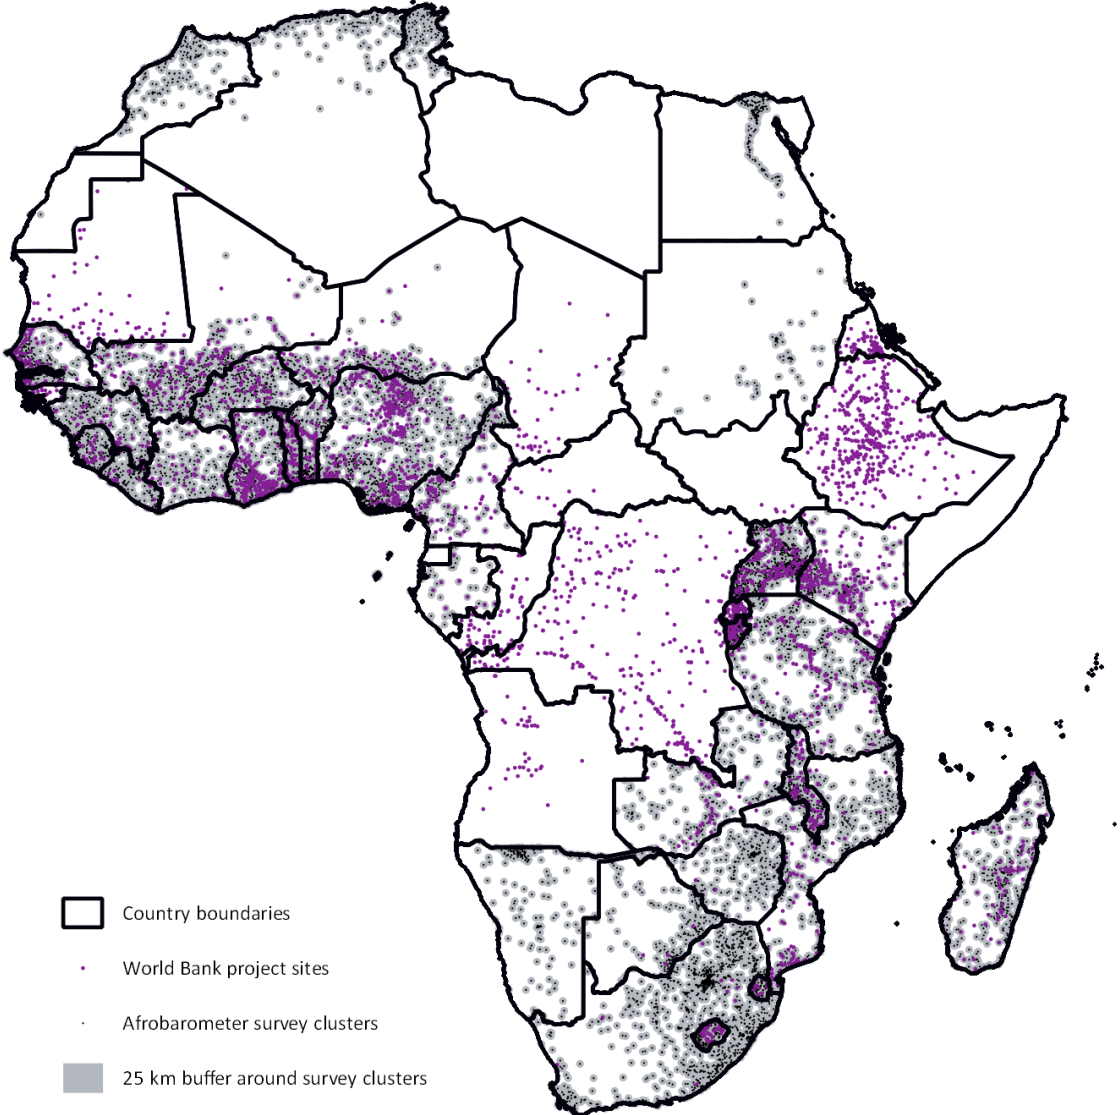 Country boundaries
World Bank project sites
Afrobarometer survey clusters
25 km buffer around survey clusters